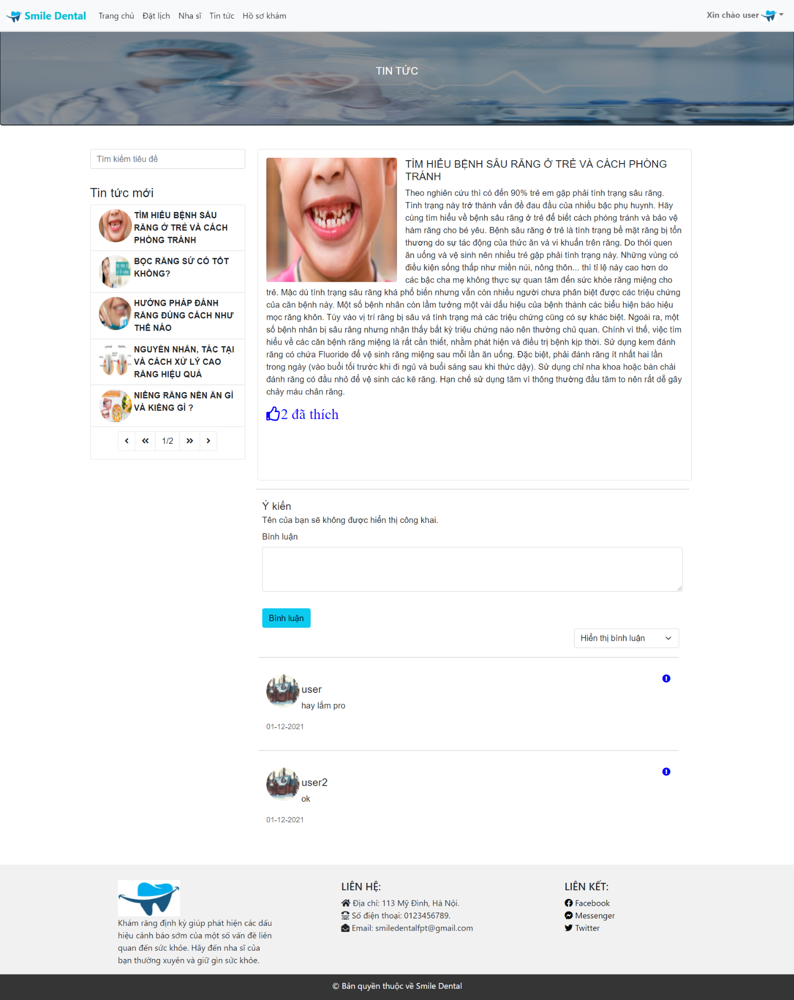 Smile Dental
Trang chủ
Đặt lịch
Nha sĩ
Tin tức
Hồ sơ khám
Xin chào user
TIN TỨC
Tìm kiếm tiêu đề
Tin tức mới
TÌM HIỂU BỆNH SÂU
RĂNG Ở TRẺ VÀ CÁCH
PHÒNG TRÁNH
BỌC RĂNG SỨ CÓ TỐT
KHÔNG?
HƯỚNG PHÁP ĐÁNH
RĂNG ĐÚNG CÁCH NHƯ
THẾ NÀO
NGUYÊN NHÂN, TÁC TẠI
VÀ CÁCH XỬ LÝ CAO
RĂNG HIỆU QUẢ
NIỀNG RĂNG NÊN ĂN GÌ
VÀ KIÊNG GÌ ?
1/2
TÌM HIỂU BỆNH SÂU RĂNG Ở TRẺ VÀ CÁCH PHÒNG
TRÁNH
Theo nghiên cứu thì có đến 90% trẻ em gặp phải tình trạng sâu răng.
Tình trạng này trở thành vấn đề đau đầu của nhiều bậc phụ huynh. Hãy
cùng tìm hiểu về bệnh sâu răng ở trẻ để biết cách phòng tránh và bảo vệ
hàm răng cho bé yêu. Bệnh sâu răng ở trẻ là tình trạng bề mặt răng bị tổn
thương do sự tác động của thức ăn và vi khuẩn trên răng. Do thói quen
ăn uống và vệ sinh nên nhiều trẻ gặp phải tình trạng này. Những vùng có
điều kiện sống thấp như miền núi, nông thôn... thì tỉ lệ này cao hơn do
các bậc cha mẹ không thực sự quan tâm đến sức khỏe răng miệng cho
trẻ. Mặc dù tình trạng sâu răng khá phổ biến nhưng vẫn còn nhiều người chưa phân biệt được các triệu chứng
của căn bệnh này. Một số bệnh nhân còn lầm tưởng một vài dấu hiệu của bệnh thành các biểu hiện báo hiệu
mọc răng khôn. Tùy vào vị trí răng bị sâu và tình trạng mà các triệu chứng cũng có sự khác biệt. Ngoài ra, một
số bệnh nhân bị sâu răng nhưng nhận thấy bất kỳ triệu chứng nào nên thường chủ quan. Chính vì thế, việc tìm
hiểu về các căn bệnh răng miệng là rất cần thiết, nhằm phát hiện và điều trị bệnh kịp thời. Sử dụng kem đánh
răng có chứa Fluoride để vệ sinh răng miệng sau mỗi lần ăn uống. Đặc biệt, phải đánh răng ít nhất hai lần
trong ngày (vào buổi tối trước khi đi ngủ và buổi sáng sau khi thức dậy). Sử dụng chỉ nha khoa hoặc bàn chải
đánh răng có đầu nhỏ để vệ sinh các kẽ răng. Hạn chế sử dụng tăm vì thông thường đầu tăm to nên rất dễ gây
chảy máu chân răng.
2 đã thích
Ý kiến
Tên của bạn sẽ không được hiển thị công khai.
Bình luận
Bình luận
Hiển thị bình luận
user
hay lắm pro
01-12-2021
user2
ok
01-12-2021
Khám răng định kỳ giúp phát hiện các dấu
hiệu cảnh báo sớm của một số vấn đề liên
quan đến sức khỏe. Hãy đến nha sĩ của
bạn thường xuyên và giữ gìn sức khỏe.
LIÊN HỆ:
Địa chỉ: 113 Mỹ Đình, Hà Nội.
Số điện thoại: 0123456789.
Email: smiledentalfpt@gmail.com
LIÊN KẾT:
Facebook
Messenger
Twitter
© Bản quyền thuộc về Smile Dental